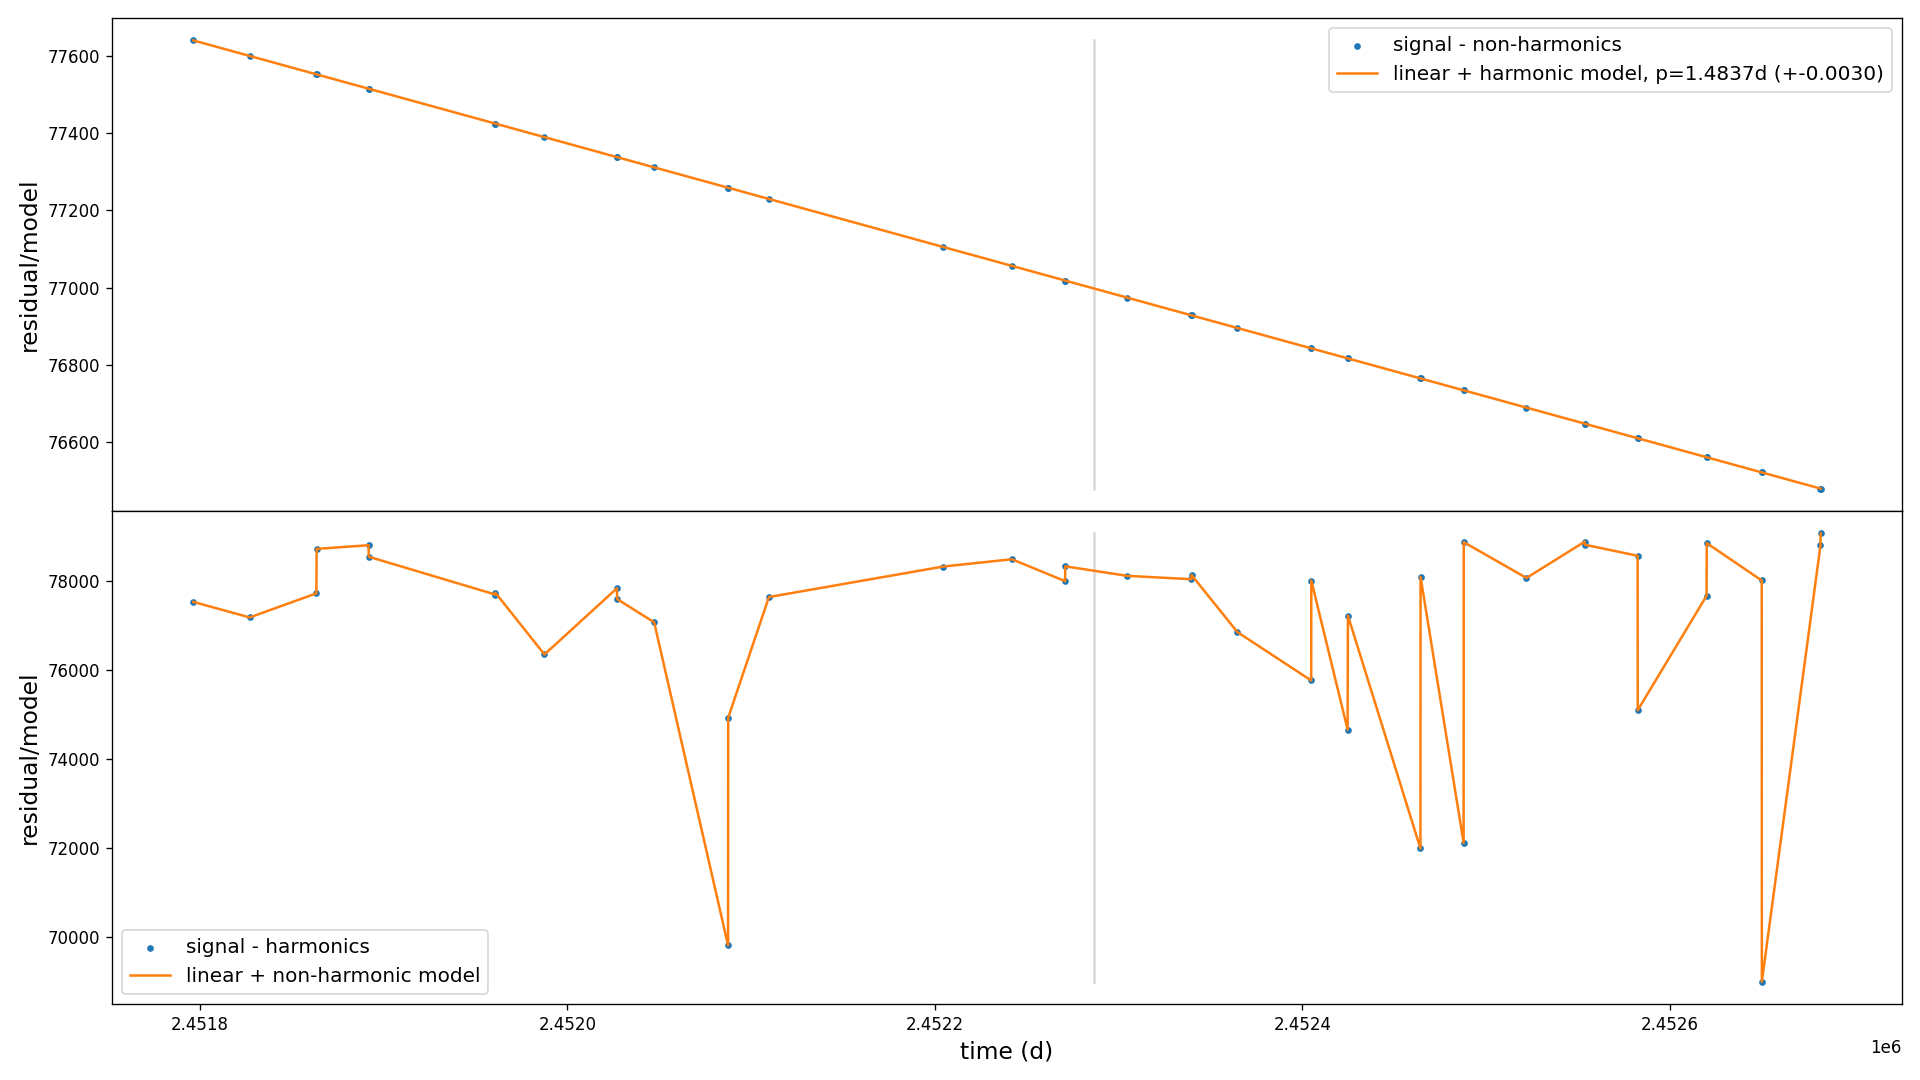 residual/model
77600
77400
77200
77000
76800
76600
signal - non-harmonics
linear + harmonic model, p=1.4837d (+-0.0030)
residual/model
78000
76000
74000
72000
70000
signal - harmonics
linear + non-harmonic model
2.4518
2.4520
2.4522
2.4524
2.4526
1e6
time (d)